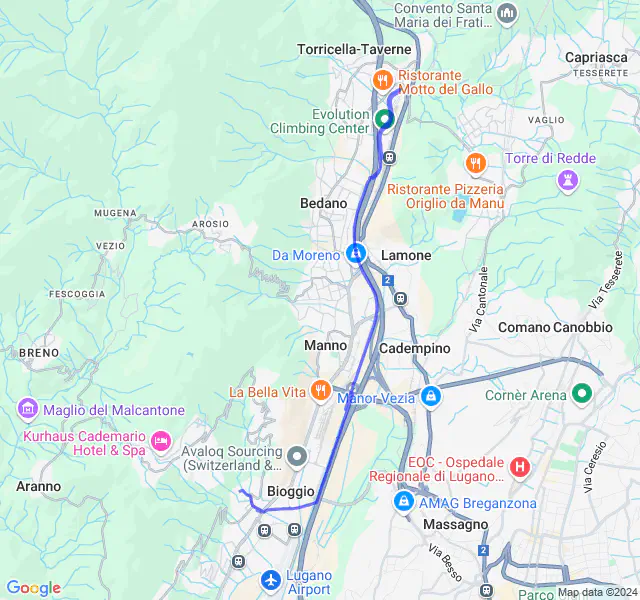 Convento Santa
Maria dei Frati ...
Torricella-Taverne
Capriasca
TESSERETE
Ristorante
Motto del Gallo
Evolution
Climbing Center
VAGLIO
Torre di Redde
Ristorante Pizzeria
Origlio da Manu
Bedano
MUGENA
AROSIO
VEZIO
Da Moreno
Lamone
2
Via Tesserete
FESCOGGIA
Via Cantonale
Comano Canobbio
Manno
Cadempino
BRENO
La Bella Vita
Manor Vezia
Cornèr Arena
Maglio del Malcantone
Kurhaus Cademario
Hotel & Spa
Avaloq Sourcing
(Switzerland &...
EOC - Ospedale
Regionale di Lugano...
Via Ceresio
Aranno
Bioggio
AMAG Breganzona
Massagno
Via Besso
2
Lugano
Airport
Parco
Google
Map data ©2024